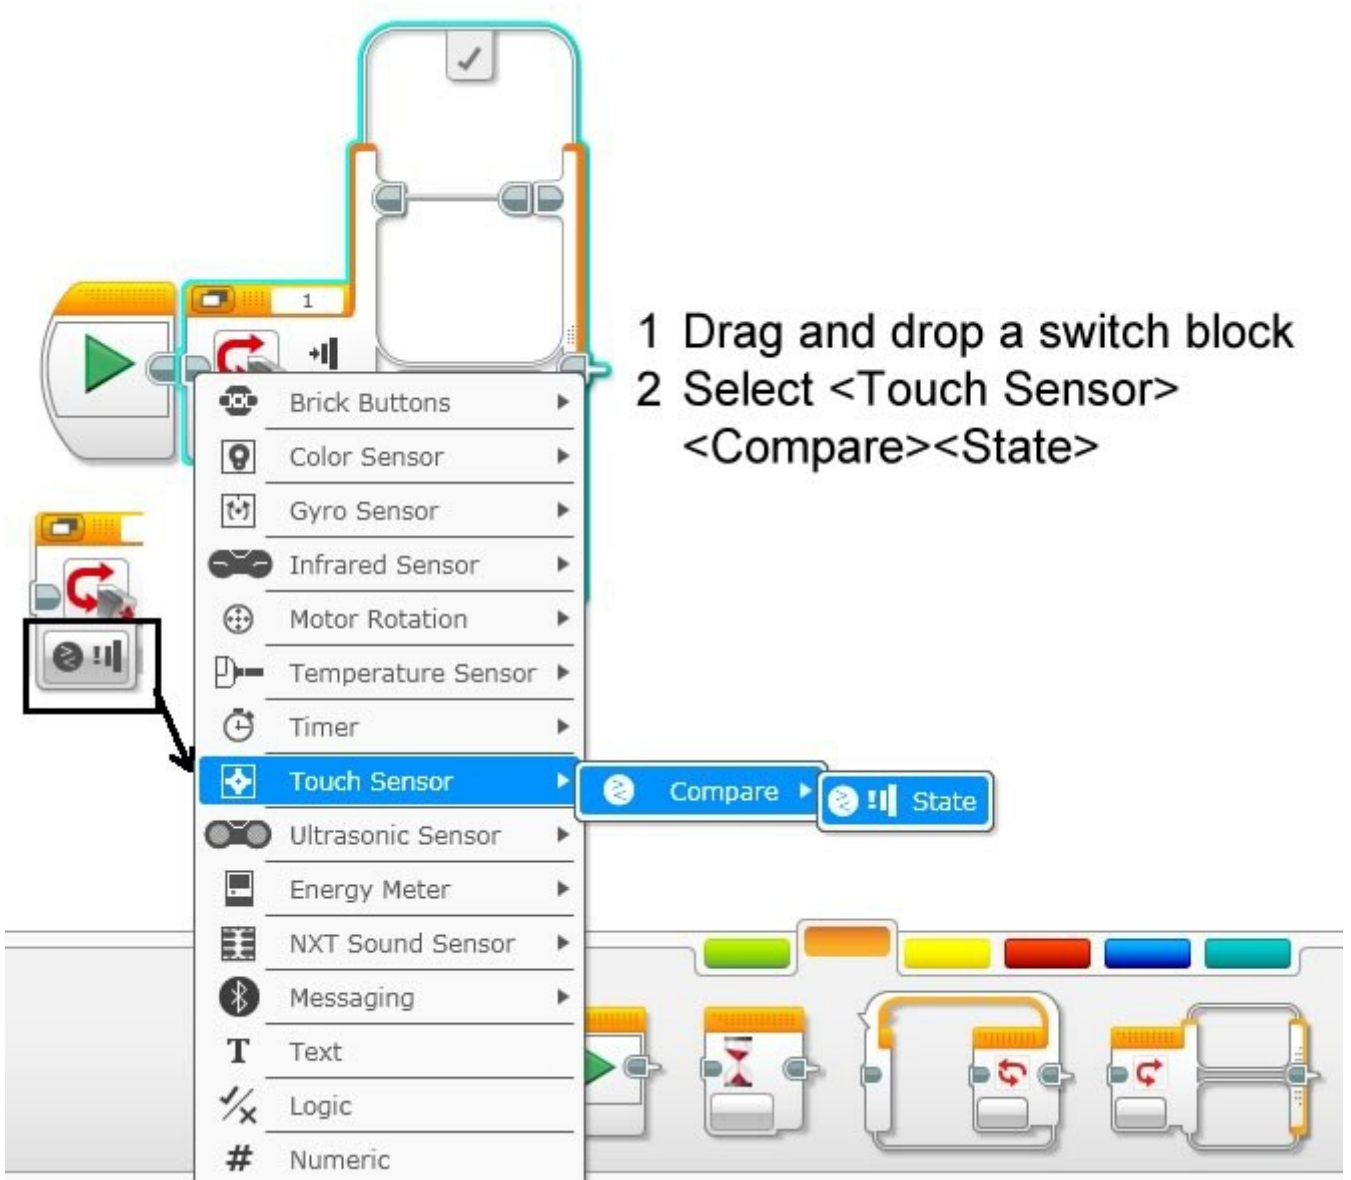 1
1 Drag and drop a switch block
2 Select <Touch Sensor>
<Compare><State>
Brick Buttons
Color Sensor
Gyro Sensor
Infrared Sensor
Motor Rotation
Temperature Sensor
Timer
Touch Sensor
Compare
State
Ultrasonic Sensor
Energy Meter
NXT Sound Sensor
Messaging
T Text
Logic
# Numeric